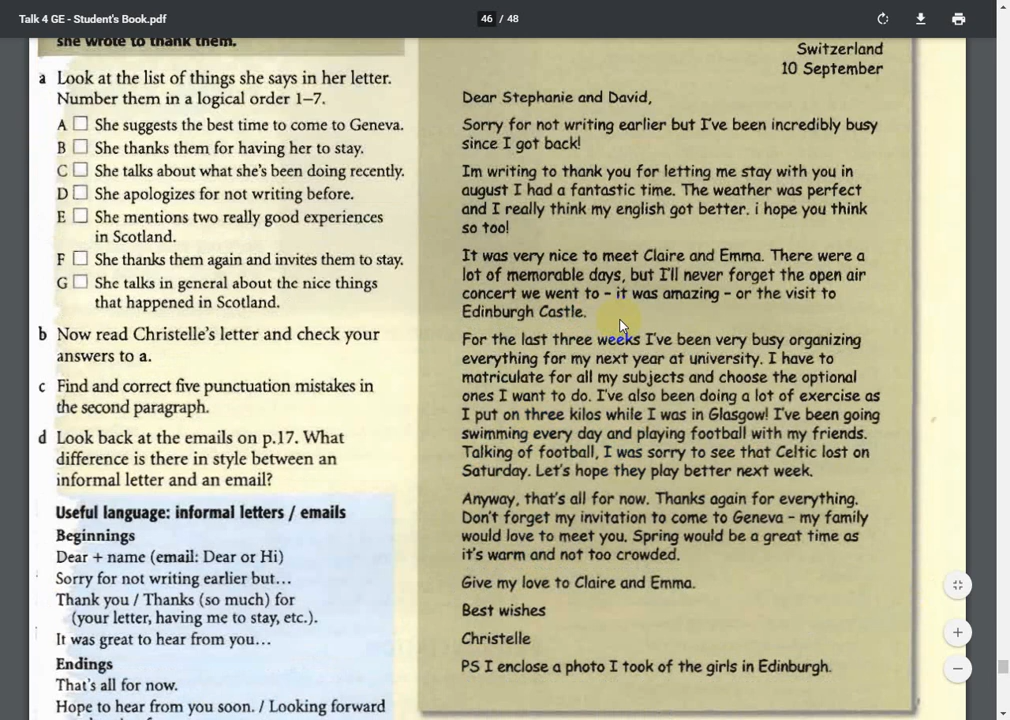 Talk 4 GE - Student's Book.pdf
46 / 48
she wrote to thank them.
a Look at the list of things she says in her letter.
Number them in a logical order 1–7.
A She suggests the best time to come to Geneva.
B She thanks them for having her to stay.
C She talks about what she's been doing recently.
D She apologizes for not writing before.
E She mentions two really good experiences
in Scotland.
F She thanks them again and invites them to stay.
G She talks in general about the nice things
that happened in Scotland.
b Now read Christelle's letter and check your
answers to a.
c Find and correct five punctuation mistakes in
the second paragraph.
d Look back at the emails on p.17. What
difference is there in style between an
informal letter and an email?
Useful language: informal letters / emails
Beginnings
Dear + name (email: Dear or Hi)
Sorry for not writing earlier but…
Thank you / Thanks (so much) for
(your letter, having me to stay, etc.).
It was great to hear from you…
Endings
That's all for now.
Hope to hear from you soon. / Looking forward
Switzerland
10 September
Dear Stephanie and David,
Sorry for not writing earlier but I've been incredibly busy
since I got back!
Im writing to thank you for letting me stay with you in
august I had a fantastic time. The weather was perfect
and I really think my english got better. i hope you think
so too!
It was very nice to meet Claire and Emma. There were a
lot of memorable days, but I'll never forget the open air
concert we went to – it was amazing – or the visit to
Edinburgh Castle.
For the last three weeks I've been very busy organizing
everything for my next year at university. I have to
matriculate for all my subjects and choose the optional
ones I want to do. I've also been doing a lot of exercise as
I put on three kilos while I was in Glasgow! I've been going
swimming every day and playing football with my friends.
Talking of football, I was sorry to see that Celtic lost on
Saturday. Let's hope they play better next week.
Anyway, that's all for now. Thanks again for everything.
Don't forget my invitation to come to Geneva – my family
would love to meet you. Spring would be a great time as
it's warm and not too crowded.
Give my love to Claire and Emma.
Best wishes
Christelle
PS I enclose a photo I took of the girls in Edinburgh.